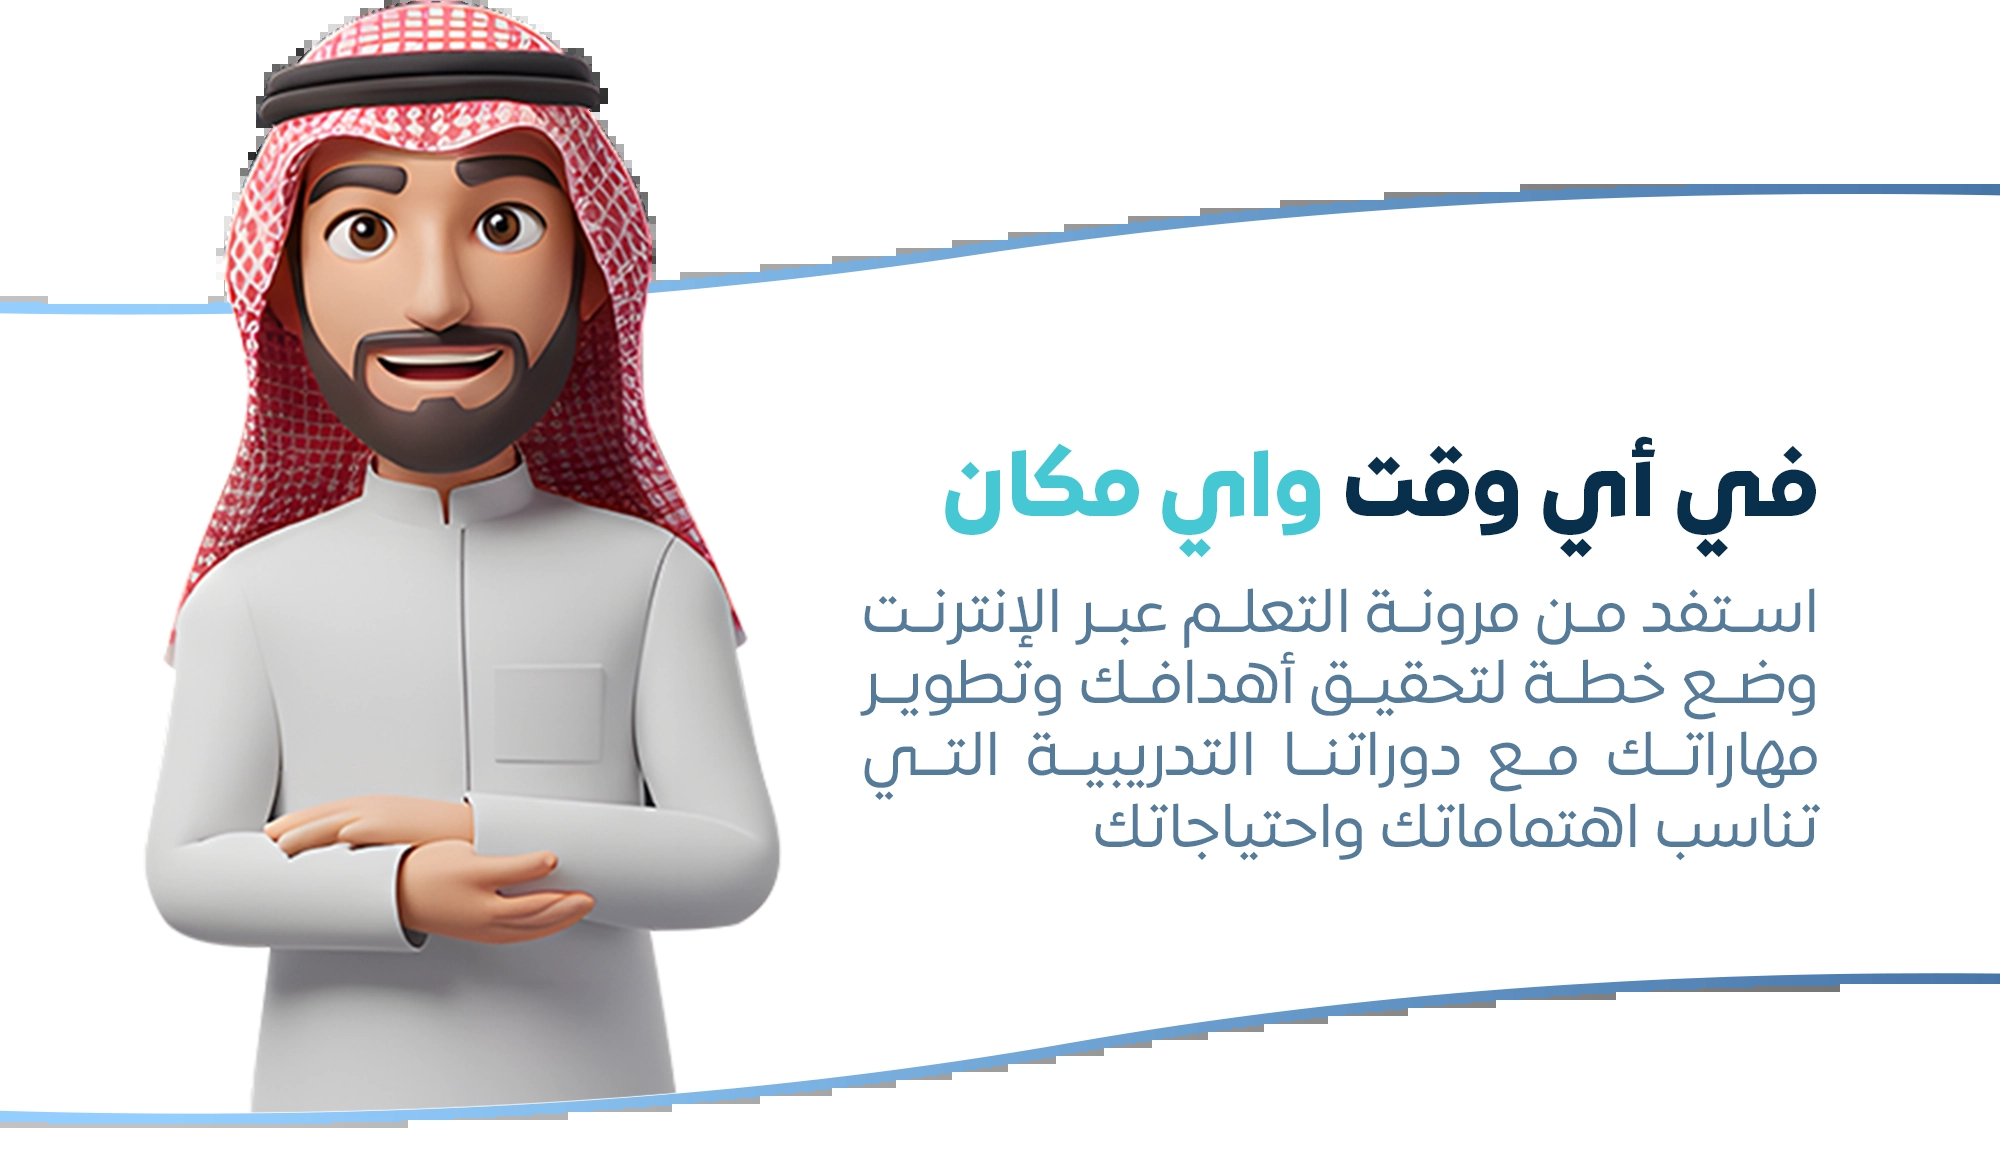 في أي وقت واي مكان
استفد من مرونة التعلم عبر الإنترنت
وضع خطة لتحقيق أهدافك وتطوير
مهاراتك مع دوراتنا التدريبية التي
تناسب اهتماماتك واحتياجاتك